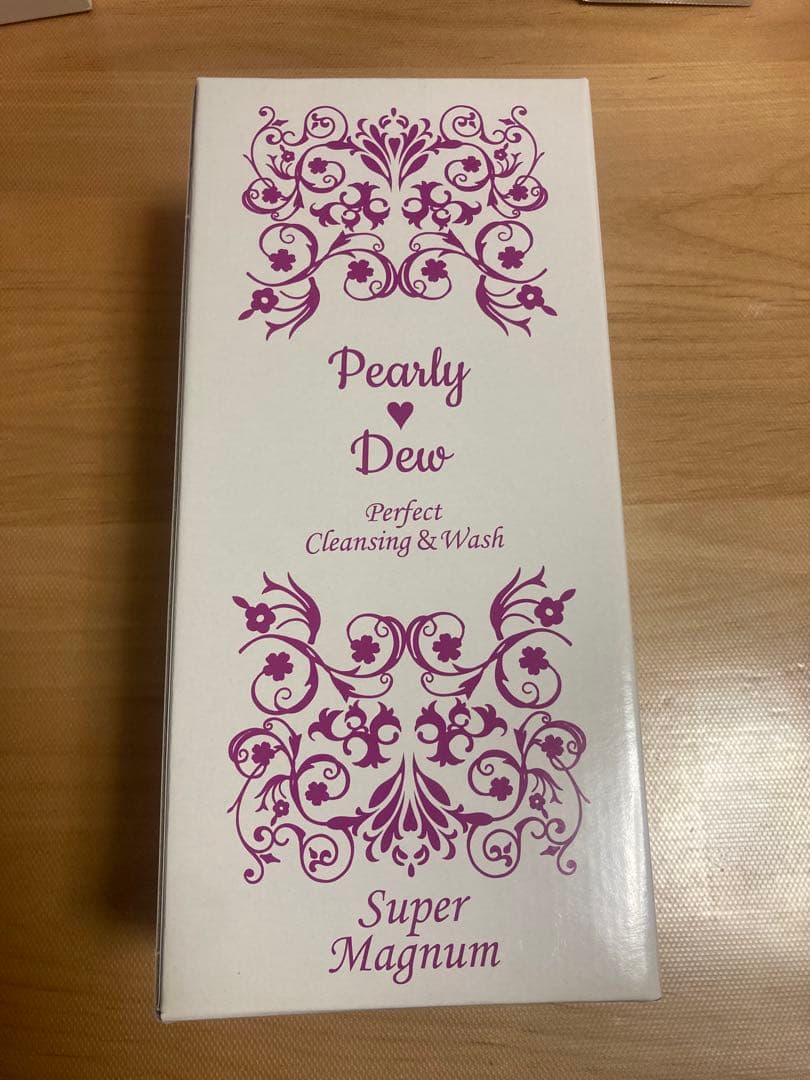 Pearly
♥
Dew
Perfect
Cleansing & Wash
Super
Magnum